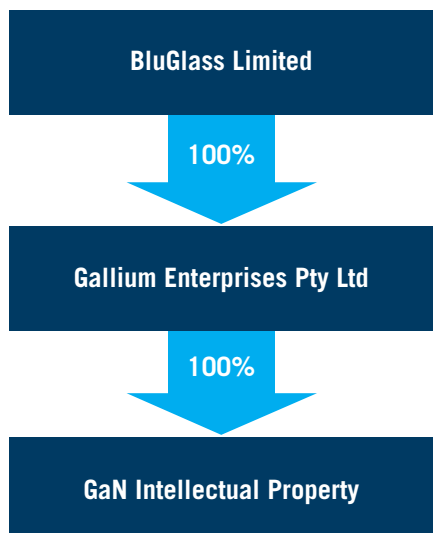 BluGlass Limited
100%
Gallium Enterprises Pty Ltd
100%
GaN Intellectual Property